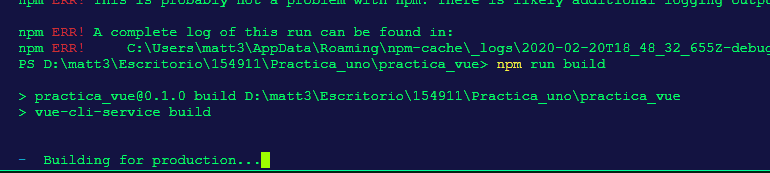 npm ERR! This is probably not a problem with npm. There is likely additional logging outpu
npm ERR! A complete log of this run can be found in:
npm ERR!     C:\Users\matt3\AppData\Roaming\npm-cache\_logs\2020-02-20T18_48_32_655Z-debug
PS D:\matt3\Escritorio\154911\Practica_uno\practica_vue> npm run build
> practica_vue@0.1.0 build D:\matt3\Escritorio\154911\Practica_uno\practica_vue
> vue-cli-service build
-  Building for production...